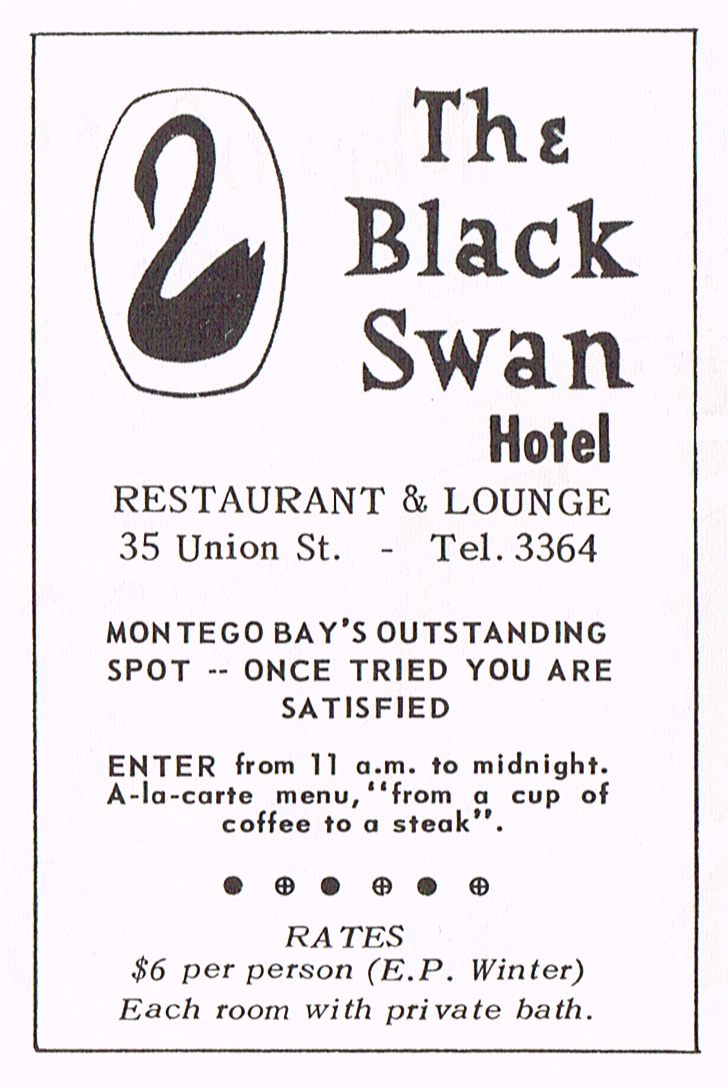 The
Black
Swan
Hotel
RESTAURANT & LOUNGE
35 Union St. - Tel. 3364
MONTEGO BAY'S OUTSTANDING
SPOT -- ONCE TRIED YOU ARE
SATISFIED
ENTER from 11 a.m. to midnight.
A-la-carte menu, "from a cup of
coffee to a steak".
RATES
$6 per person (E.P. Winter)
Each room with private bath.